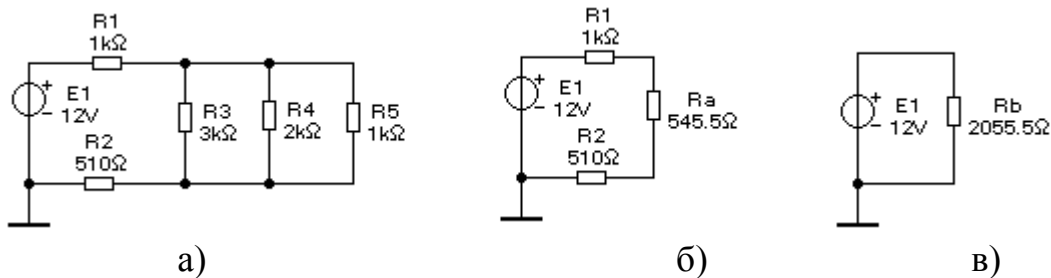 R1
1kΩ
E1
12V
R2
510Ω
R3
3kΩ
R4
2kΩ
R5
1kΩ
а)
R1
1kΩ
E1
12V
R2
510Ω
Ra
545.5Ω
б)
E1
12V
Rb
2055.5Ω
в)